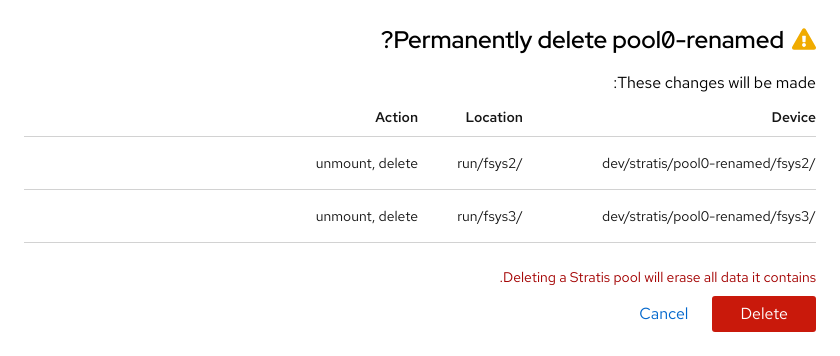 ?Permanently delete pool0-renamed
:These changes will be made
Action Location Device
unmount, delete run/fsys2/ dev/stratis/pool0-renamed/fsys2/
unmount, delete run/fsys3/ dev/stratis/pool0-renamed/fsys3/
.Deleting a Stratis pool will erase all data it contains
Cancel Delete